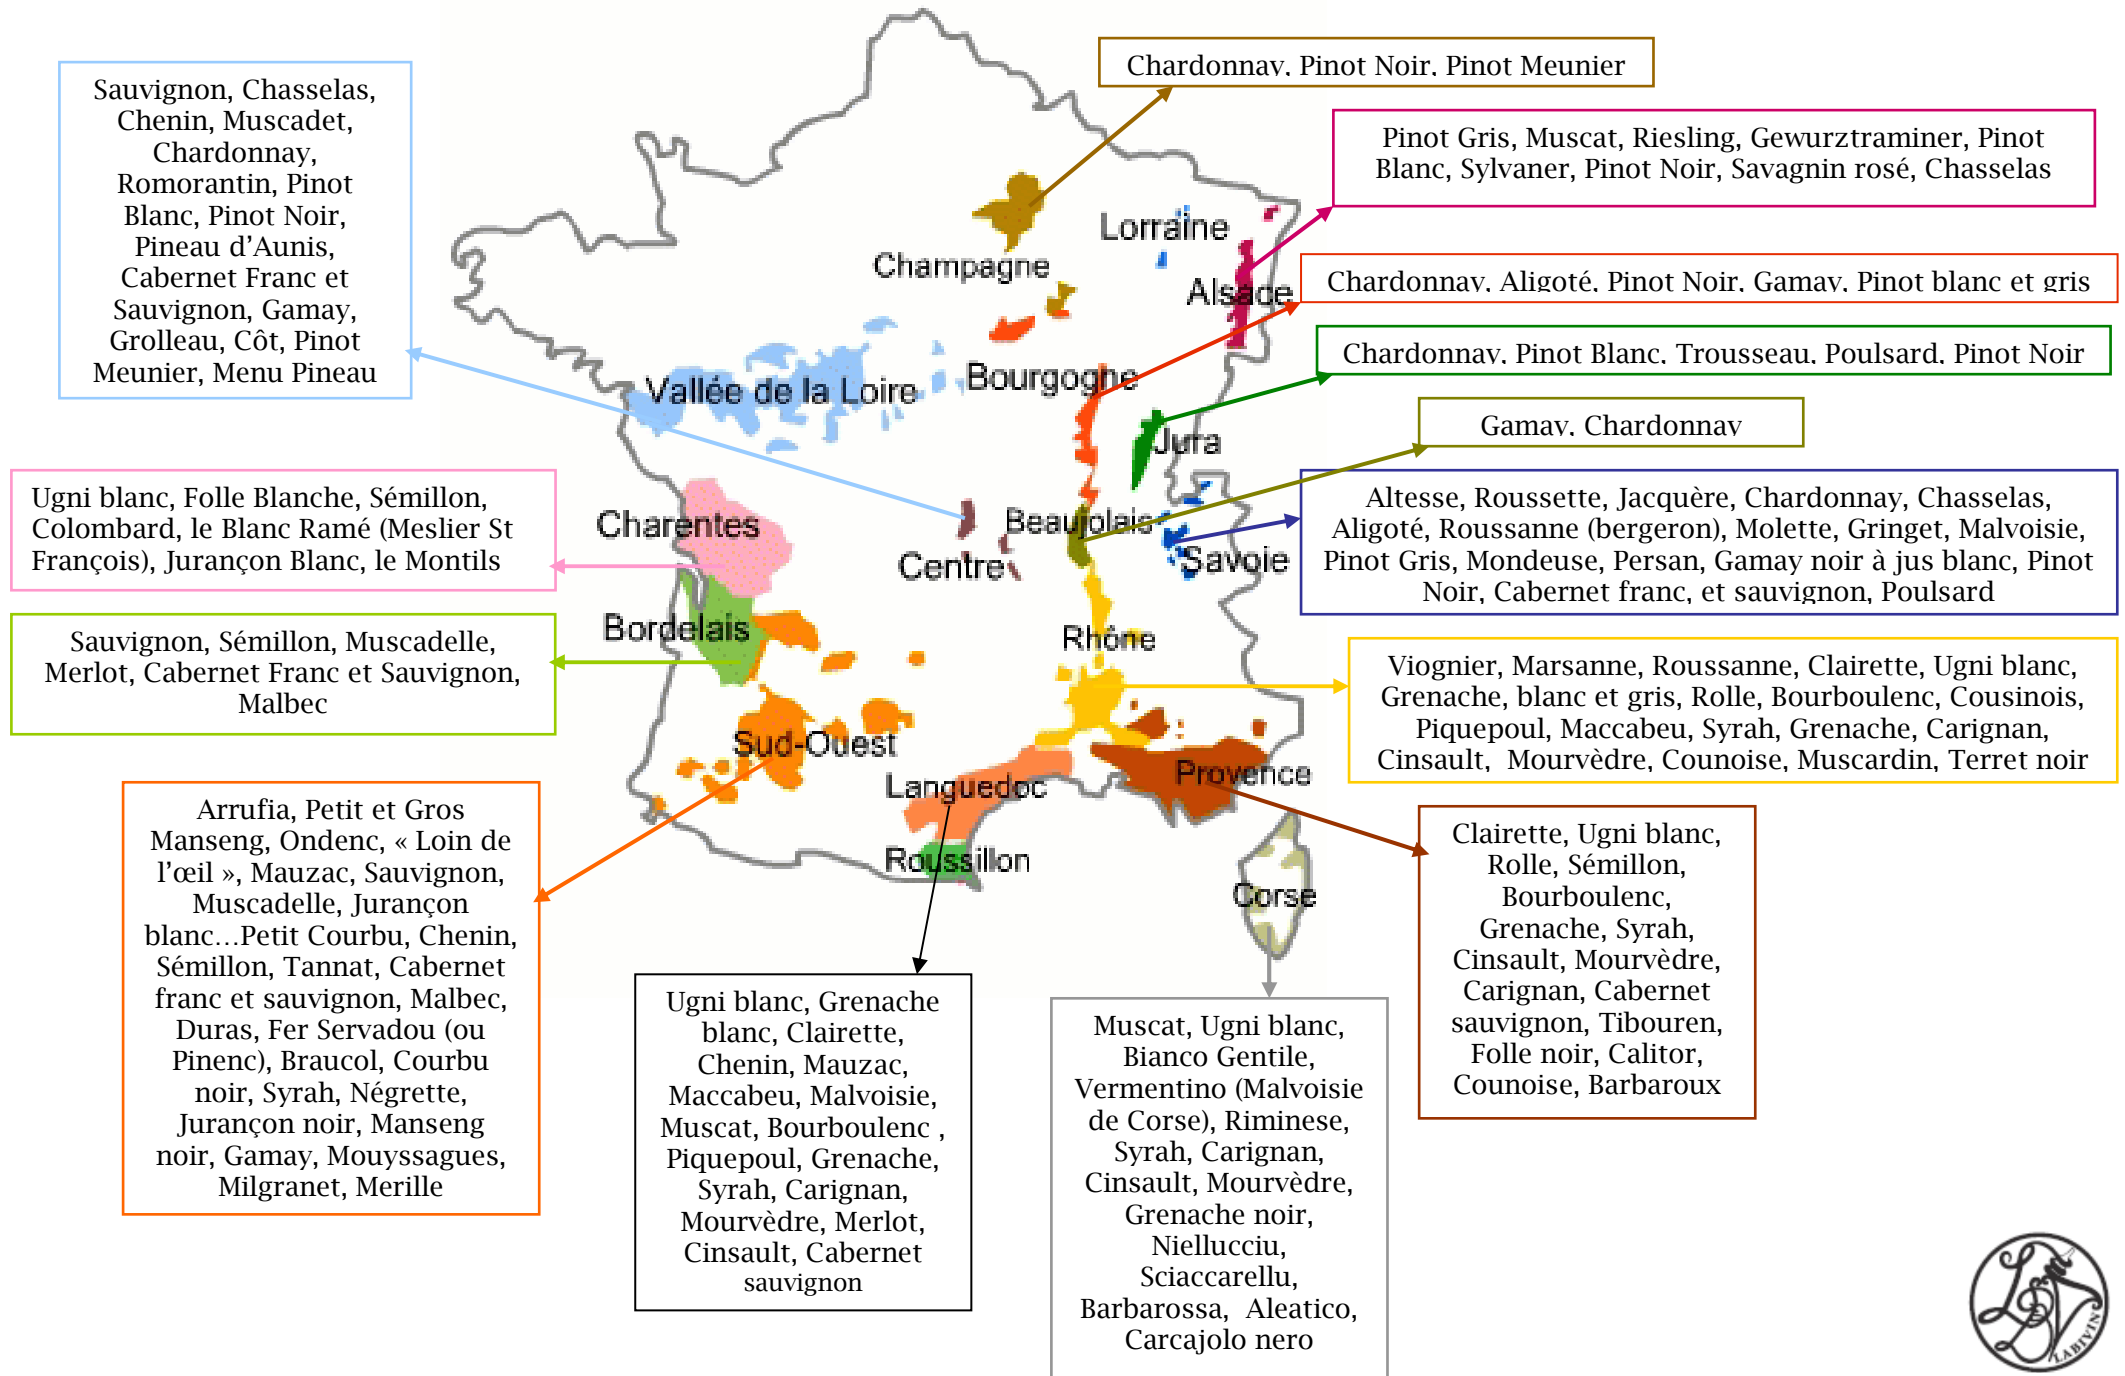 Chardonnay, Pinot Noir, Pinot Meunier
Sauvignon, Chasselas,
Chenin, Muscadet,
Chardonnay,
Romorantin, Pinot
Blanc, Pinot Noir,
Pineau d'Aunis,
Cabernet Franc et
Sauvignon, Gamay,
Grolleau, Côt, Pinot
Meunier, Menu Pineau
Pinot Gris, Muscat, Riesling, Gewurztraminer, Pinot
Blanc, Sylvaner, Pinot Noir, Savagnin rosé, Chasselas
Lorraine
Champagne
Alsace
Chardonnay, Aligoté, Pinot Noir, Gamay, Pinot blanc et gris
Chardonnay, Pinot Blanc, Trousseau, Poulsard, Pinot Noir
Vallée de la Loire
Bourgogne
Jura
Gamay, Chardonnay
Ugni blanc, Folle Blanche, Sémillon,
Colombard, le Blanc Ramé (Meslier St
François), Jurançon Blanc, le Montils
Charentes
Beaujolais
Centre
Savoie
Altesse, Roussette, Jacquère, Chardonnay, Chasselas,
Aligoté, Roussanne (bergeron), Molette, Gringet, Malvoisie,
Pinot Gris, Mondeuse, Persan, Gamay noir à jus blanc, Pinot
Noir, Cabernet franc, et sauvignon, Poulsard
Sauvignon, Sémillon, Muscadelle,
Merlot, Cabernet Franc et Sauvignon,
Malbec
Bordelais
Rhône
Viognier, Marsanne, Roussanne, Clairette, Ugni blanc,
Grenache, blanc et gris, Rolle, Bourboulenc, Cousinois,
Piquepoul, Maccabeu, Syrah, Grenache, Carignan,
Cinsault,  Mourvèdre, Counoise, Muscardin, Terret noir
Sud-Ouest
Languedoc
Provence
Roussillon
Corse
Arrufia, Petit et Gros
Manseng, Ondenc, « Loin de
l'œil », Mauzac, Sauvignon,
Muscadelle, Jurançon
blanc…Petit Courbu, Chenin,
Sémillon, Tannat, Cabernet
franc et sauvignon, Malbec,
Duras, Fer Servadou (ou
Pinenc), Braucol, Courbu
noir, Syrah, Négrette,
Jurançon noir, Manseng
noir, Gamay, Mouyssagues,
Milgranet, Merille
Ugni blanc, Grenache
blanc, Clairette,
Chenin, Mauzac,
Maccabeu, Malvoisie,
Muscat, Bourboulenc ,
Piquepoul, Grenache,
Syrah, Carignan,
Mourvèdre, Merlot,
Cinsault, Cabernet
sauvignon
Muscat, Ugni blanc,
Bianco Gentile,
Vermentino (Malvoisie
de Corse), Riminese,
Syrah, Carignan,
Cinsault, Mourvèdre,
Grenache noir,
Niellucciu,
Sciaccarellu,
Barbarossa,  Aleatico,
Carcajolo nero
Clairette, Ugni blanc,
Rolle, Sémillon,
Bourboulenc,
Grenache, Syrah,
Cinsault, Mourvèdre,
Carignan, Cabernet
sauvignon, Tibouren,
Folle noir, Calitor,
Counoise, Barbaroux
LABIVIN